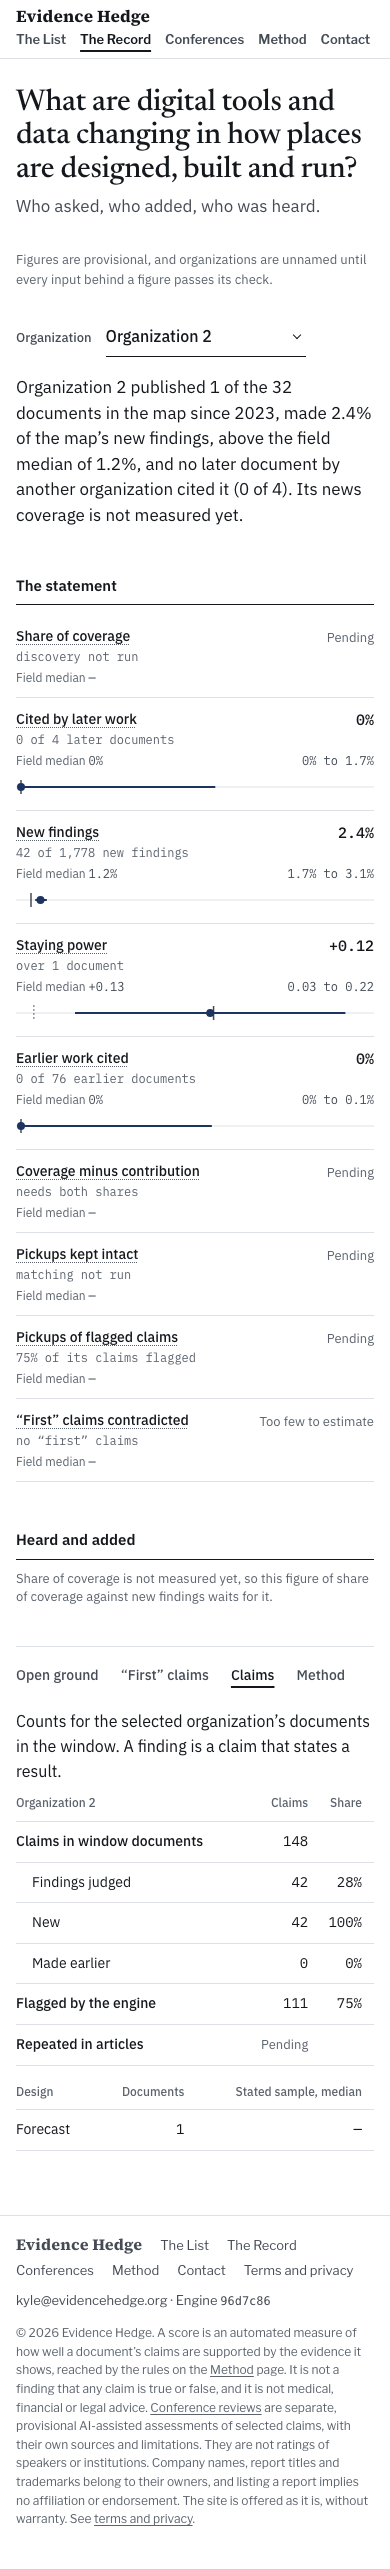 Evidence Hedge
The List The Record Conferences Method Contact
What are digital tools and
data changing in how places
are designed, built and run?
Who asked, who added, who was heard.
Figures are provisional, and organizations are unnamed until
every input behind a figure passes its check.
Organization Organization 2
Organization 2 published 1 of the 32
documents in the map since 2023, made 2.4%
of the map’s new findings, above the field
median of 1.2%, and no later document by
another organization cited it (0 of 4). Its news
coverage is not measured yet.
The statement
Share of coverage Pending
discovery not run
Field median —
Cited by later work 0%
0 of 4 later documents
Field median 0% 0% to 1.7%
New findings 2.4%
42 of 1,778 new findings
Field median 1.2% 1.7% to 3.1%
Staying power +0.12
over 1 document
Field median +0.13 0.03 to 0.22
Earlier work cited 0%
0 of 76 earlier documents
Field median 0% 0% to 0.1%
Coverage minus contribution Pending
needs both shares
Field median —
Pickups kept intact Pending
matching not run
Field median —
Pickups of flagged claims Pending
75% of its claims flagged
Field median —
“First” claims contradicted Too few to estimate
no “first” claims
Field median —
Heard and added
Share of coverage is not measured yet, so this figure of share
of coverage against new findings waits for it.
Open ground “First” claims Claims Method
Counts for the selected organization’s documents
in the window. A finding is a claim that states a
result.
Organization 2 Claims Share
Claims in window documents 148
Findings judged 42 28%
New 42 100%
Made earlier 0 0%
Flagged by the engine 111 75%
Repeated in articles Pending
Design Documents Stated sample, median
Forecast 1 —
Evidence Hedge The List The Record
Conferences Method Contact Terms and privacy
kyle@evidencehedge.org · Engine 96d7c86
© 2026 Evidence Hedge. A score is an automated measure of
how well a document’s claims are supported by the evidence it
shows, reached by the rules on the Method page. It is not a
finding that any claim is true or false, and it is not medical,
financial or legal advice. Conference reviews are separate,
provisional AI-assisted assessments of selected claims, with
their own sources and limitations. They are not ratings of
speakers or institutions. Company names, report titles and
trademarks belong to their owners, and listing a report implies
no affiliation or endorsement. The site is offered as it is, without
warranty. See terms and privacy.